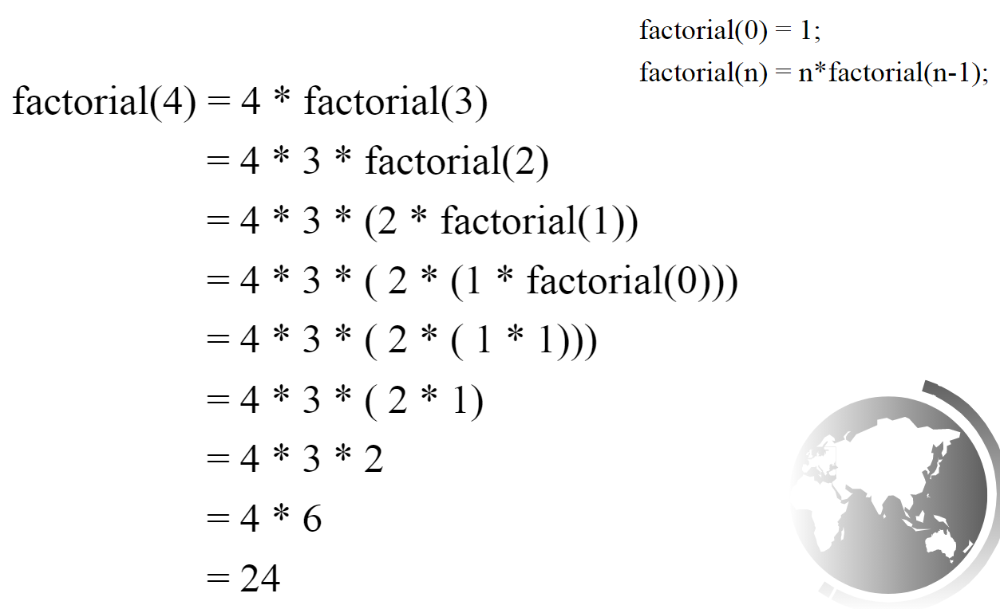 factorial(0) = 1;
factorial(n) = n*factorial(n-1);
factorial(4) = 4 * factorial(3)
= 4 * 3 * factorial(2)
= 4 * 3 * (2 * factorial(1))
= 4 * 3 * ( 2 * (1 * factorial(0)))
= 4 * 3 * ( 2 * ( 1 * 1)))
= 4 * 3 * ( 2 * 1)
= 4 * 3 * 2
= 4 * 6
= 24